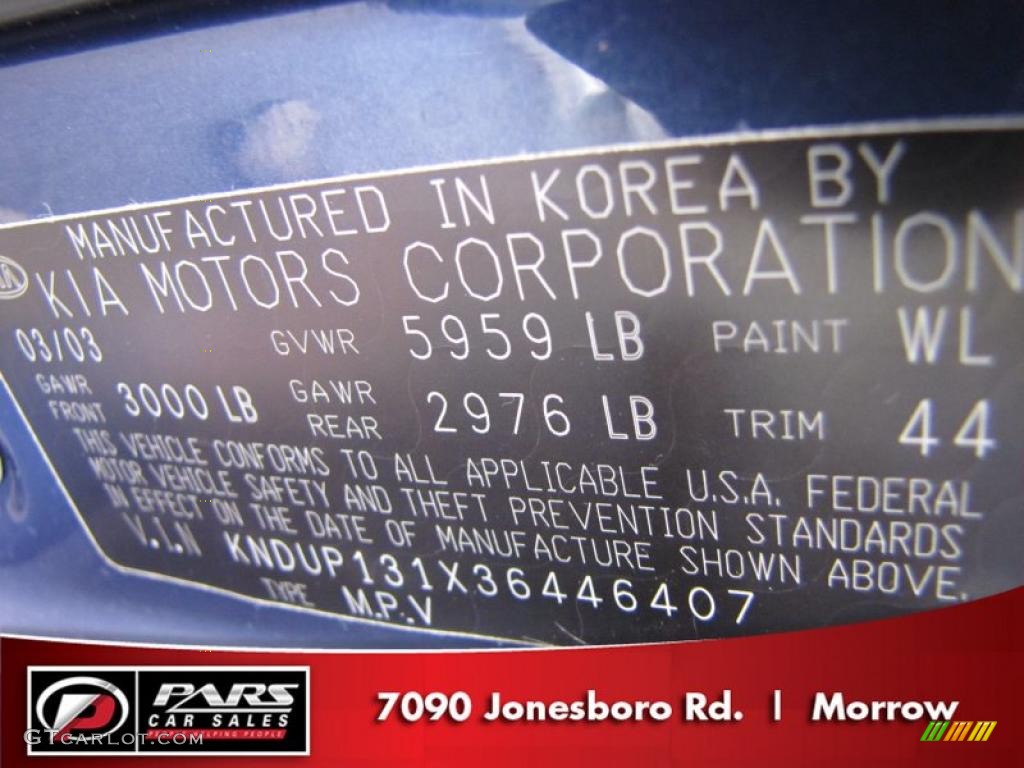 MANUFACTURED IN KOREA BY
KIA MOTORS CORPORATION
03/03 GVWR 5959 LB PAINT WL
GAWR FRONT 3000 LB GAWR REAR 2976 LB TRIM 44
THIS VEHICLE CONFORMS TO ALL APPLICABLE U.S.A. FEDERAL
MOTOR VEHICLE SAFETY AND THEFT PREVENTION STANDARDS
IN EFFECT ON THE DATE OF MANUFACTURE SHOWN ABOVE.
V.I.N KNDUP131X36446407
TYPE M.P.V
PARS
CAR SALES
PEOPLE HELPING PEOPLE
GTCarLot.com
7090 Jonesboro Rd. | Morrow